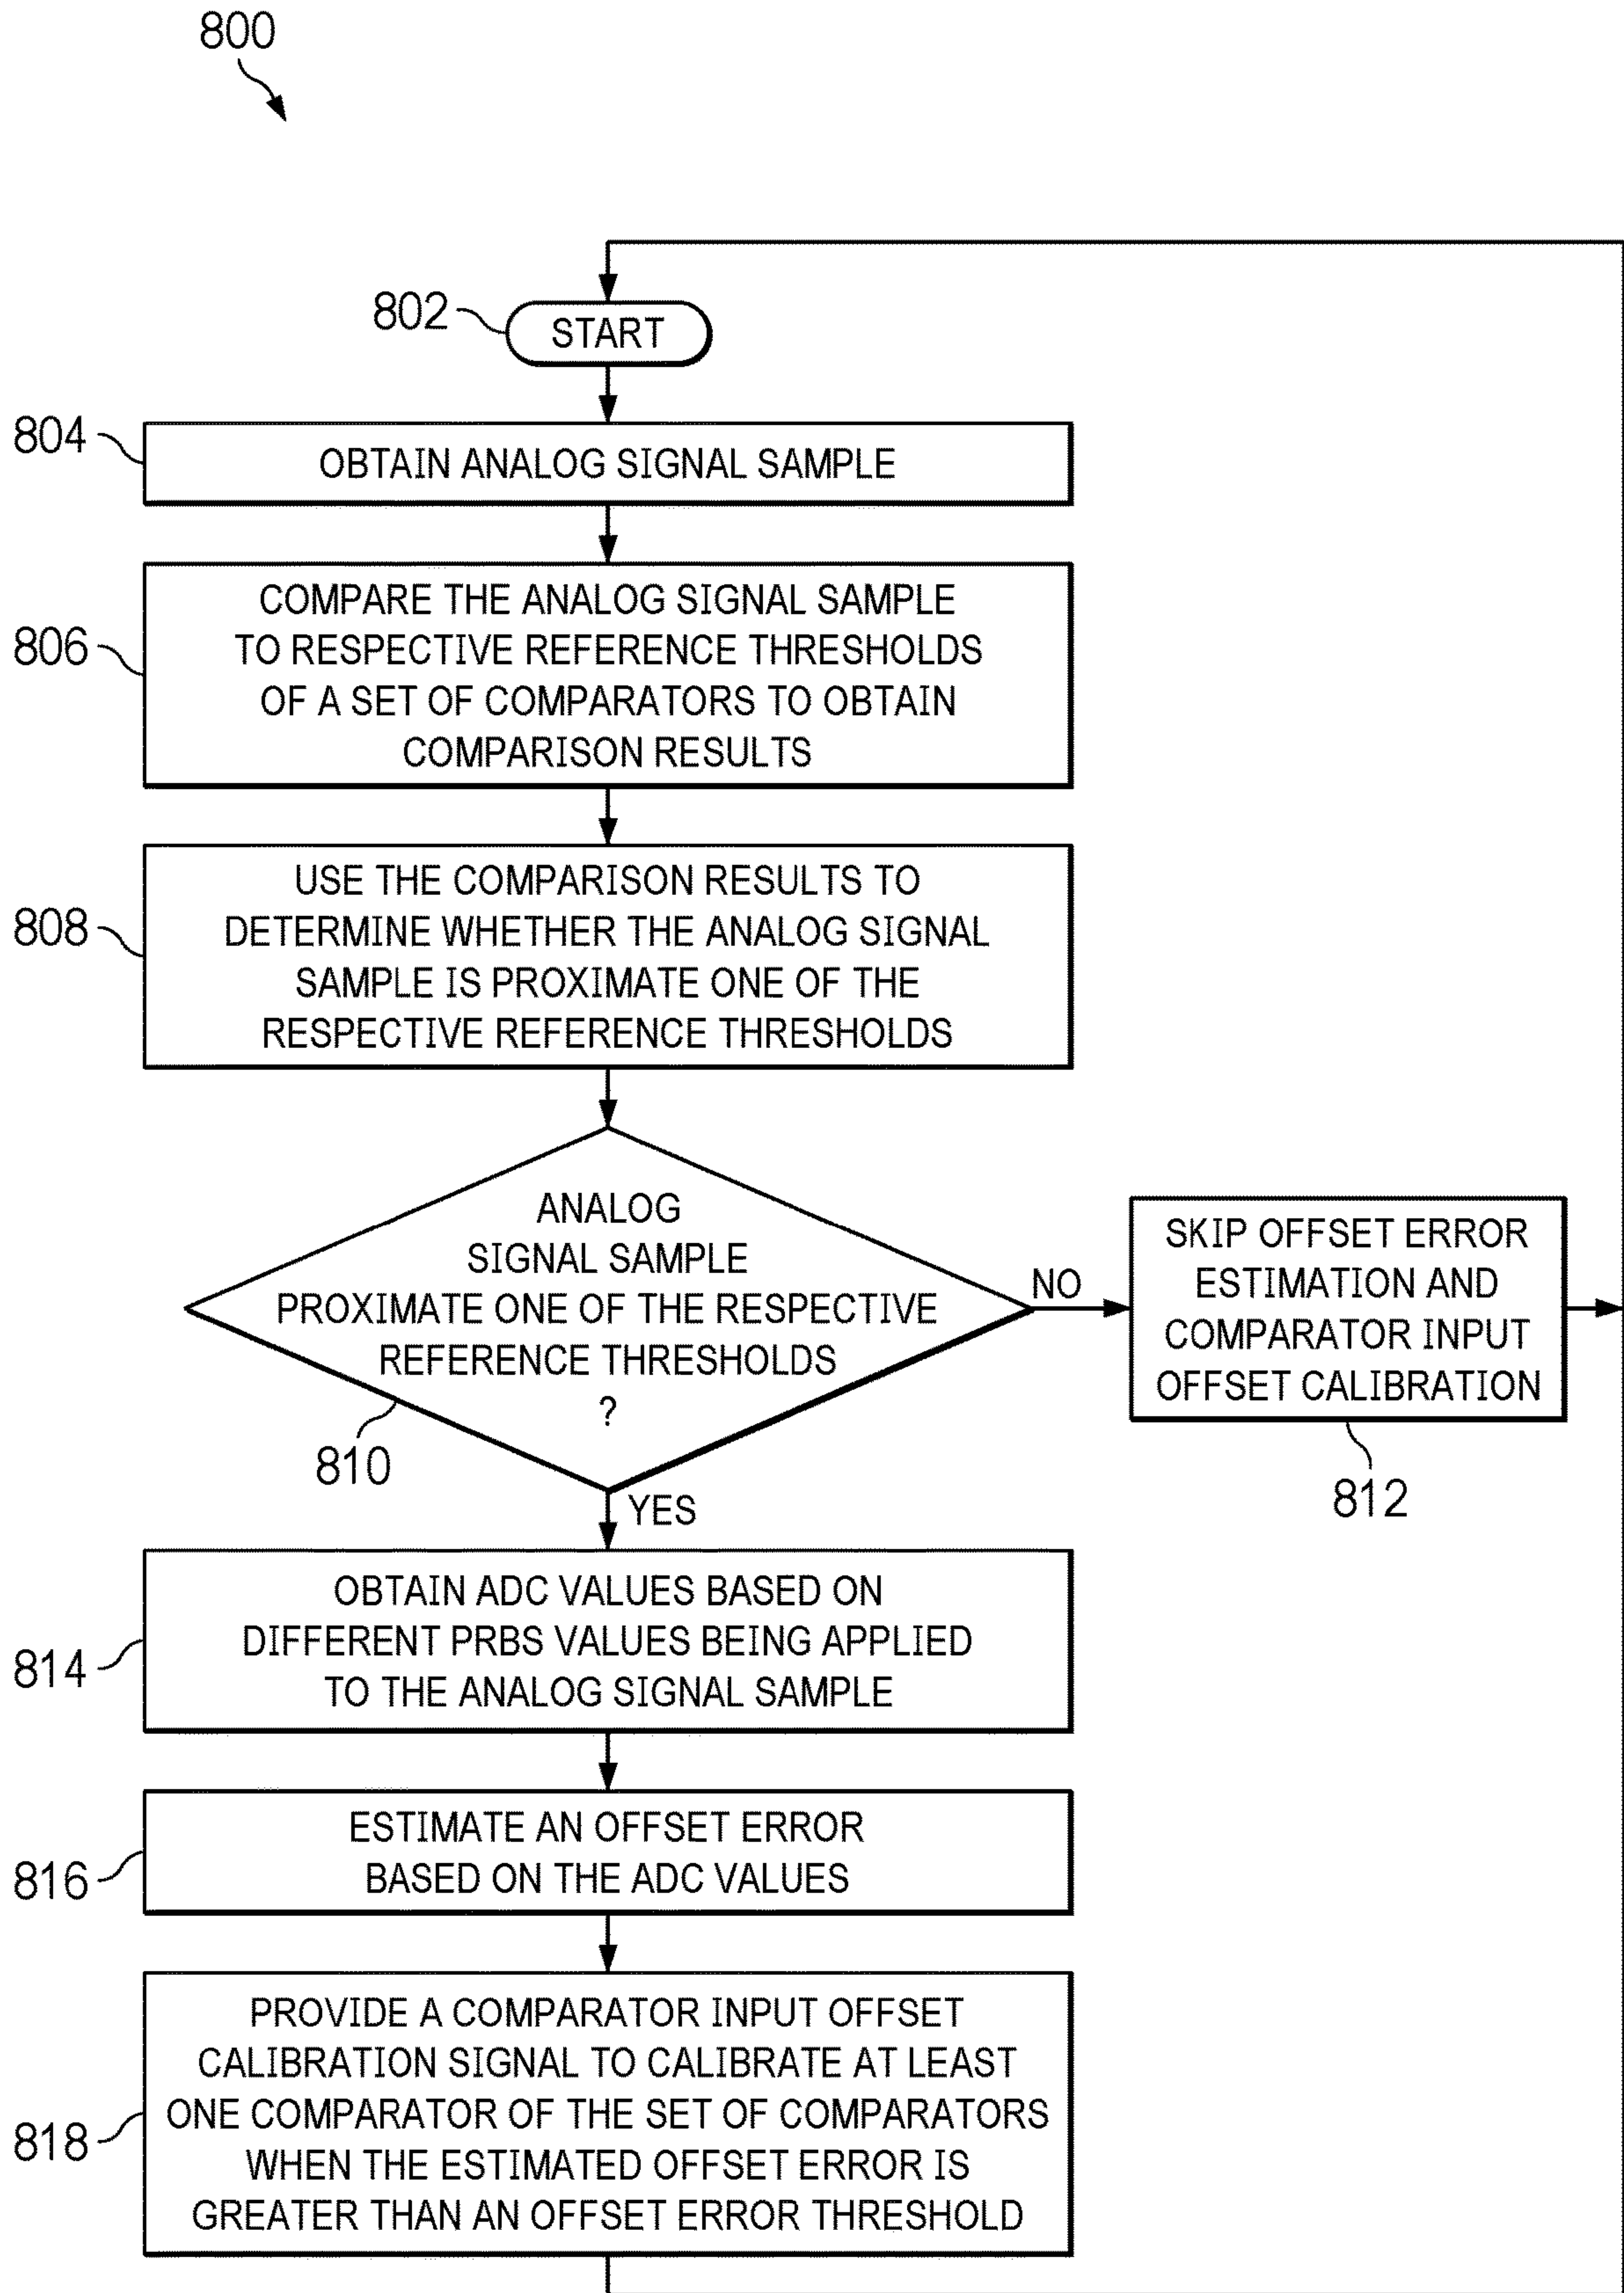 800
802
START
804
OBTAIN ANALOG SIGNAL SAMPLE
806
COMPARE THE ANALOG SIGNAL SAMPLE
TO RESPECTIVE REFERENCE THRESHOLDS
OF A SET OF COMPARATORS TO OBTAIN
COMPARISON RESULTS
808
USE THE COMPARISON RESULTS TO
DETERMINE WHETHER THE ANALOG SIGNAL
SAMPLE IS PROXIMATE ONE OF THE
RESPECTIVE REFERENCE THRESHOLDS
ANALOG
SIGNAL SAMPLE
PROXIMATE ONE OF THE RESPECTIVE
REFERENCE THRESHOLDS
?
810
NO
SKIP OFFSET ERROR
ESTIMATION AND
COMPARATOR INPUT
OFFSET CALIBRATION
812
YES
814
OBTAIN ADC VALUES BASED ON
DIFFERENT PRBS VALUES BEING APPLIED
TO THE ANALOG SIGNAL SAMPLE
816
ESTIMATE AN OFFSET ERROR
BASED ON THE ADC VALUES
818
PROVIDE A COMPARATOR INPUT OFFSET
CALIBRATION SIGNAL TO CALIBRATE AT LEAST
ONE COMPARATOR OF THE SET OF COMPARATORS
WHEN THE ESTIMATED OFFSET ERROR IS
GREATER THAN AN OFFSET ERROR THRESHOLD